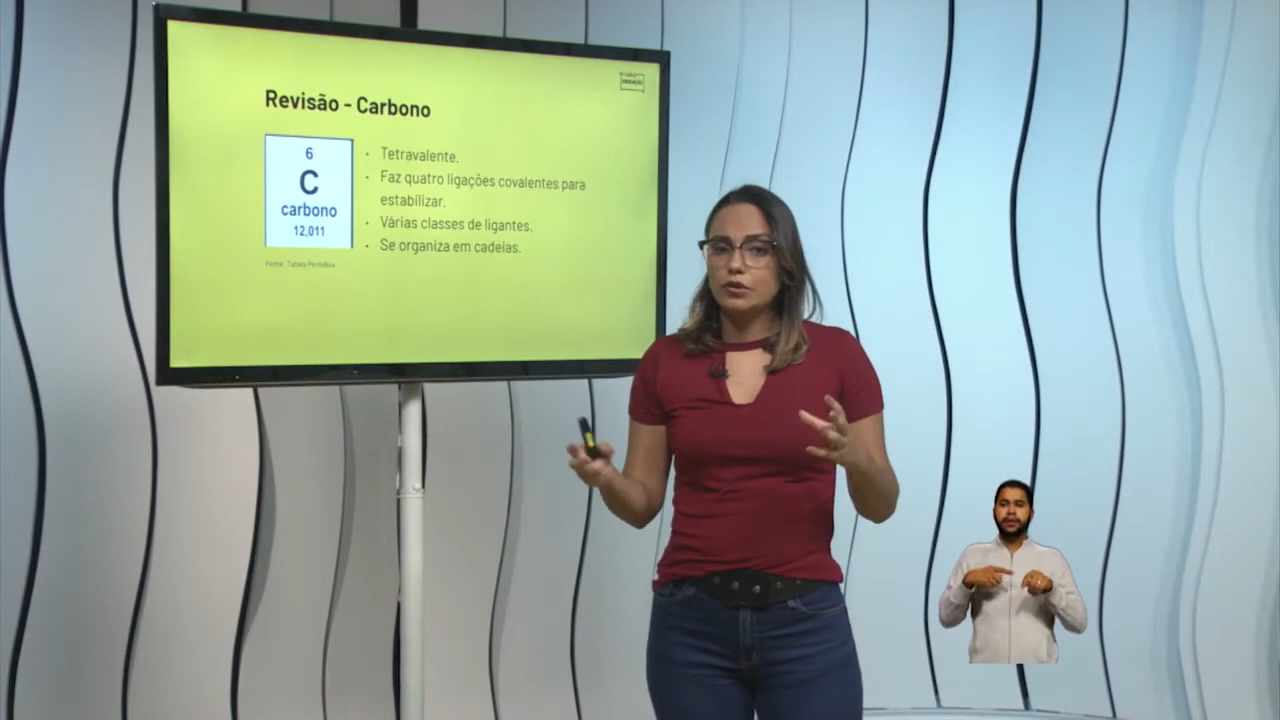 Revisão - Carbono
6
C
carbono
12,011
Fonte: Tabela Periódica
• Tetravalente.
• Faz quatro ligações covalentes para
estabilizar.
• Várias classes de ligantes.
• Se organiza em cadeias.